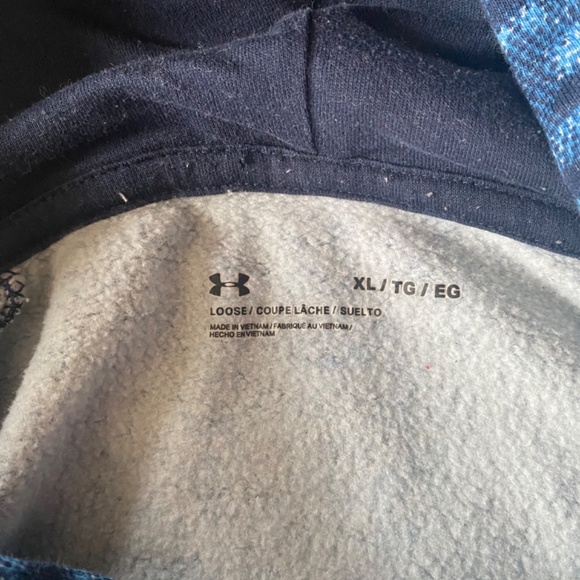 XL / TG / EG
LOOSE / COUPE LÂCHE / SUELTO
MADE IN VIETNAM / FABRIQUÉ AU VIETNAM /
HECHO EN VIETNAM